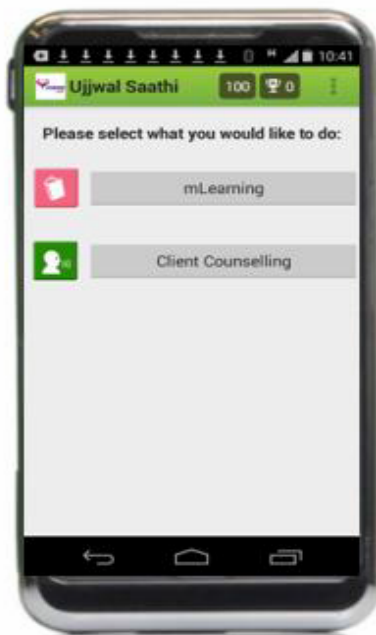 10:41
Ujjwal Saathi 100 0
Please select what you would like to do:
mLearning
Client Counselling